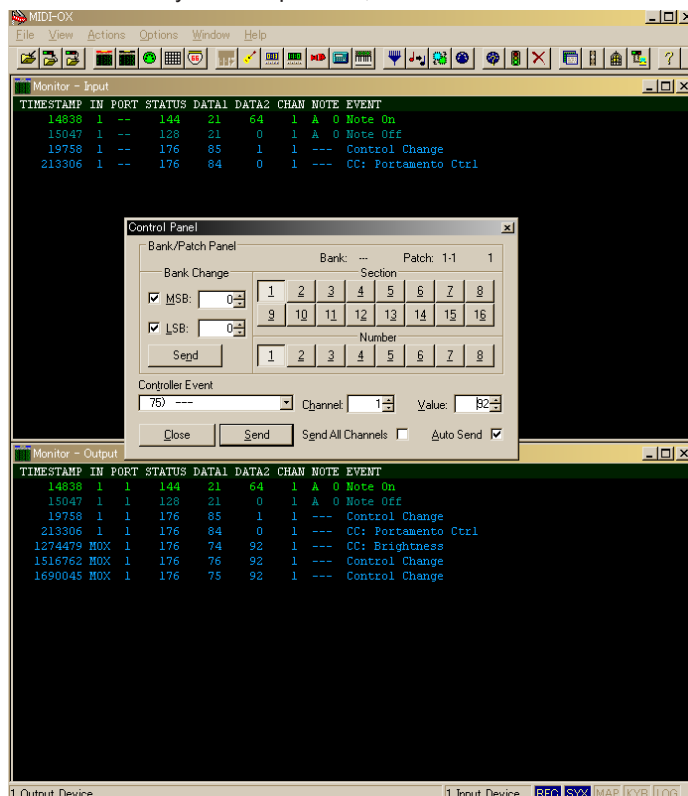 MIDI-OX
File View Actions Options Window Help
Monitor - Input
TIMESTAMP IN PORT STATUS DATA1 DATA2 CHAN NOTE EVENT
14838 1 -- 144 21 64 1 A 0 Note On
15047 1 -- 128 21 0 1 A 0 Note Off
19758 1 -- 176 85 1 1 --- Control Change
213306 1 -- 176 84 0 1 --- CC: Portamento Ctrl
Control Panel
Bank/Patch Panel
Bank: --- Patch: 1-1 1
Bank Change Section
MSB: 0 1 2 3 4 5 6 7 8
9 10 11 12 13 14 15 16
LSB: 0
Number
Send 1 2 3 4 5 6 7 8
Controller Event
75) --- Channel: 1 Value: 92
Close Send Send All Channels Auto Send
Monitor - Output
TIMESTAMP IN PORT STATUS DATA1 DATA2 CHAN NOTE EVENT
14838 1 1 144 21 64 1 A 0 Note On
15047 1 1 128 21 0 1 A 0 Note Off
19758 1 1 176 85 1 1 --- Control Change
213306 1 1 176 84 0 1 --- CC: Portamento Ctrl
1274479 MOX 1 176 74 92 1 --- CC: Brightness
1516762 MOX 1 176 76 92 1 --- Control Change
1690045 MOX 1 176 75 92 1 --- Control Change
1 Output Device 1 Input Device REC SYX MAP KYB LOG